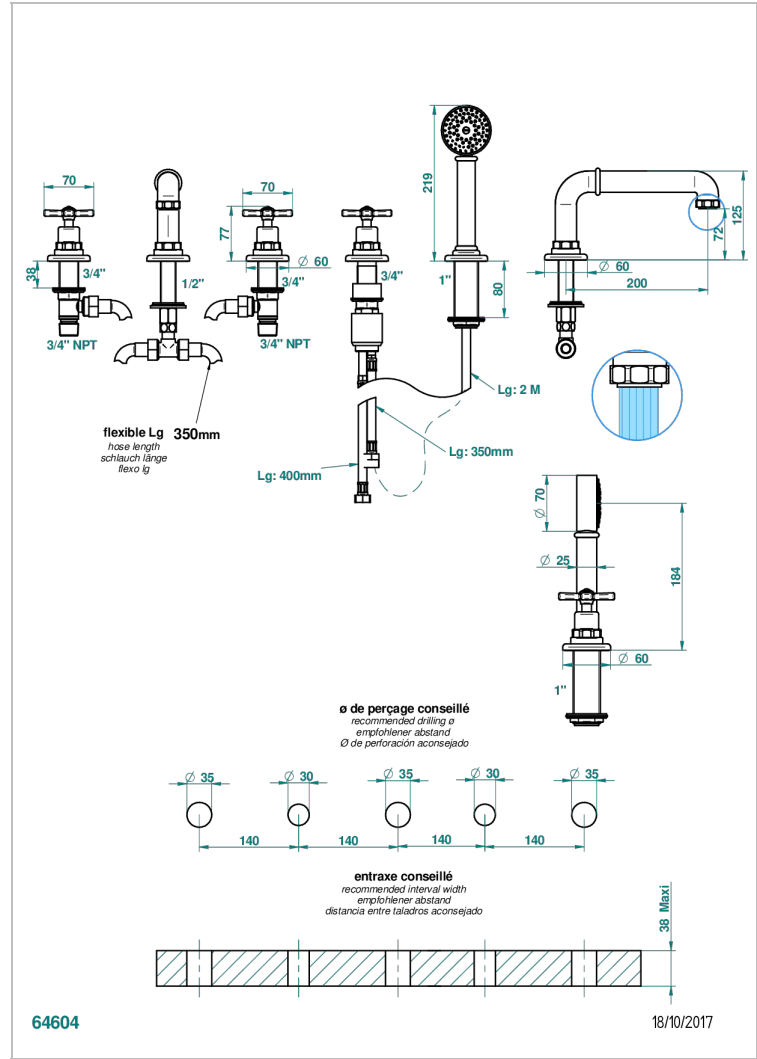 70
70
77
38
3/4"
1/2"
Ø 60
3/4"
3/4"
219
1"
80
125
72
Ø 60
200
3/4" NPT
3/4" NPT
flexible Lg 350mm
hose length
schlauch länge
flexo lg
Lg: 2 M
Lg: 350mm
Lg: 400mm
Ø 70
Ø 25
184
Ø 60
1"
ø de perçage conseillé
recommended drilling ø
empfohlener abstand
Ø de perforación aconsejado
Ø 35 Ø 30 Ø 35 Ø 30 Ø 35
140 140 140 140
entraxe conseillé
recommended interval width
empfohlener abstand
distancia entre taladros aconsejado
38 Maxi
64604
18/10/2017